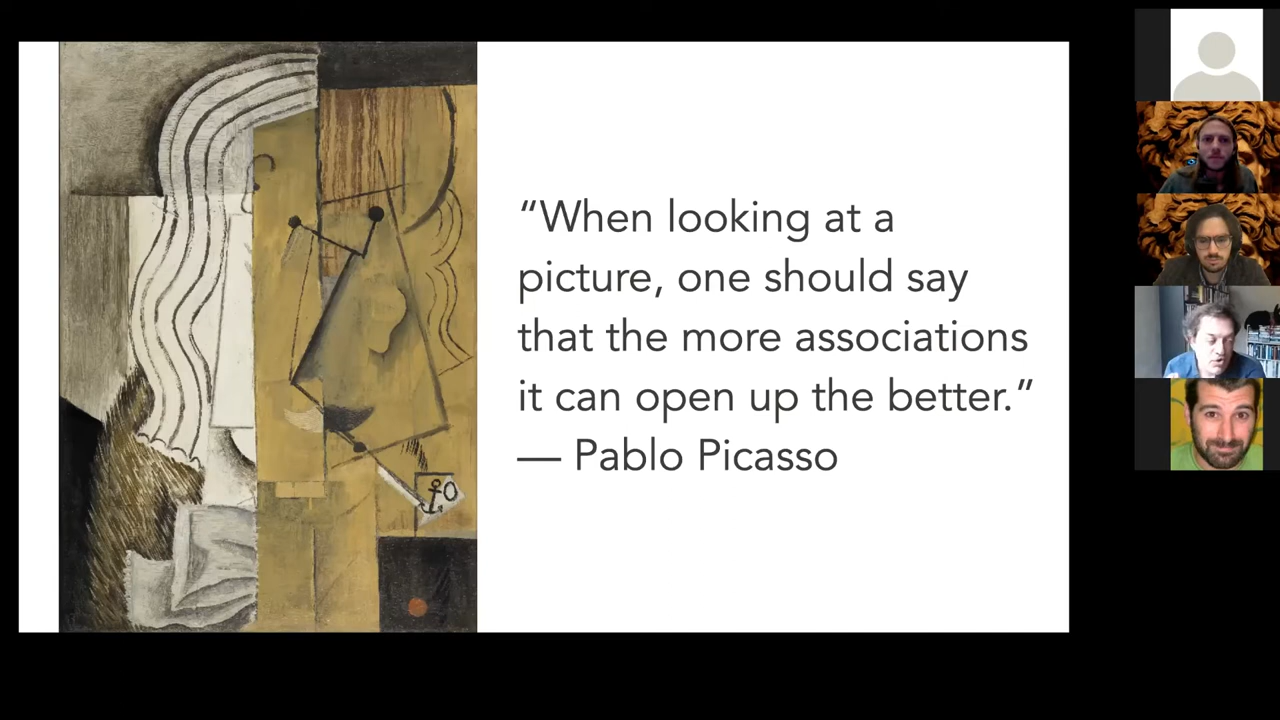 “When looking at a
picture, one should say
that the more associations
it can open up the better.”
— Pablo Picasso